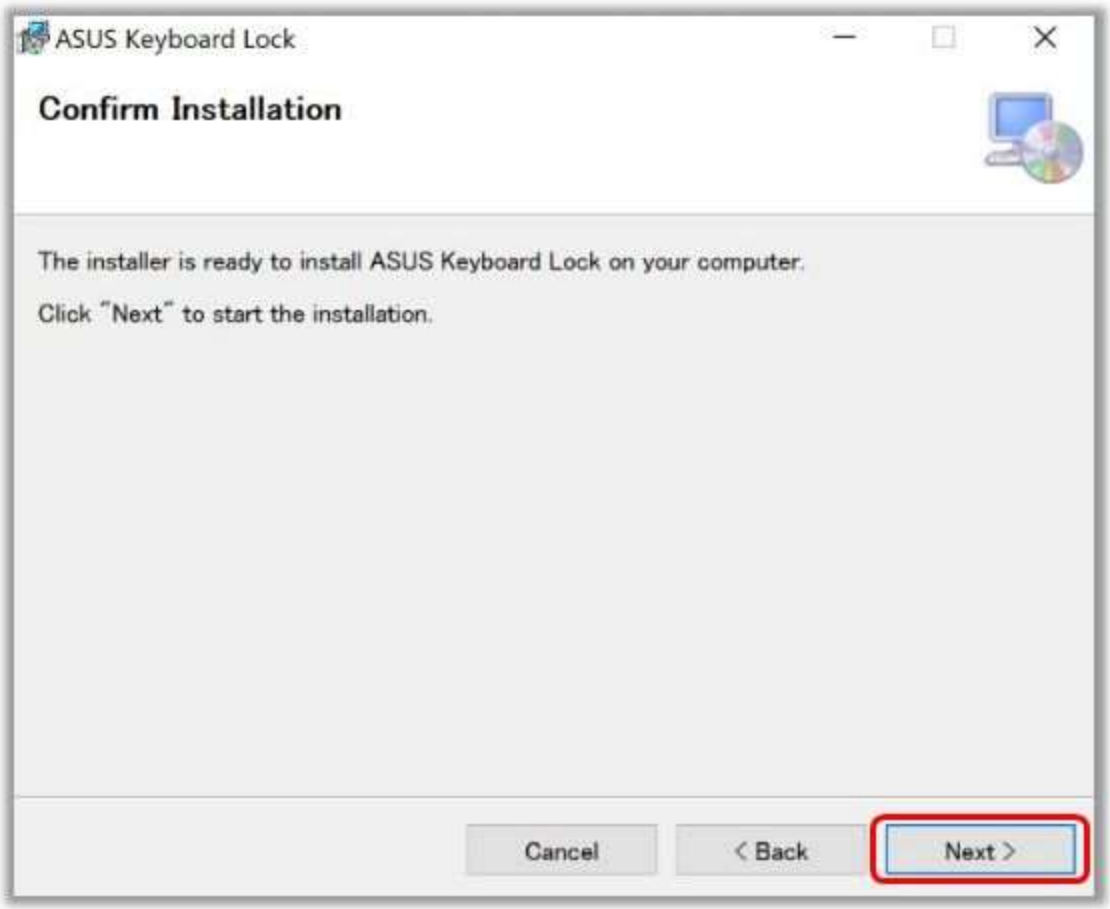 ASUS Keyboard Lock
Confirm Installation
The installer is ready to install ASUS Keyboard Lock on your computer.
Click "Next" to start the installation.
Cancel
< Back
Next >